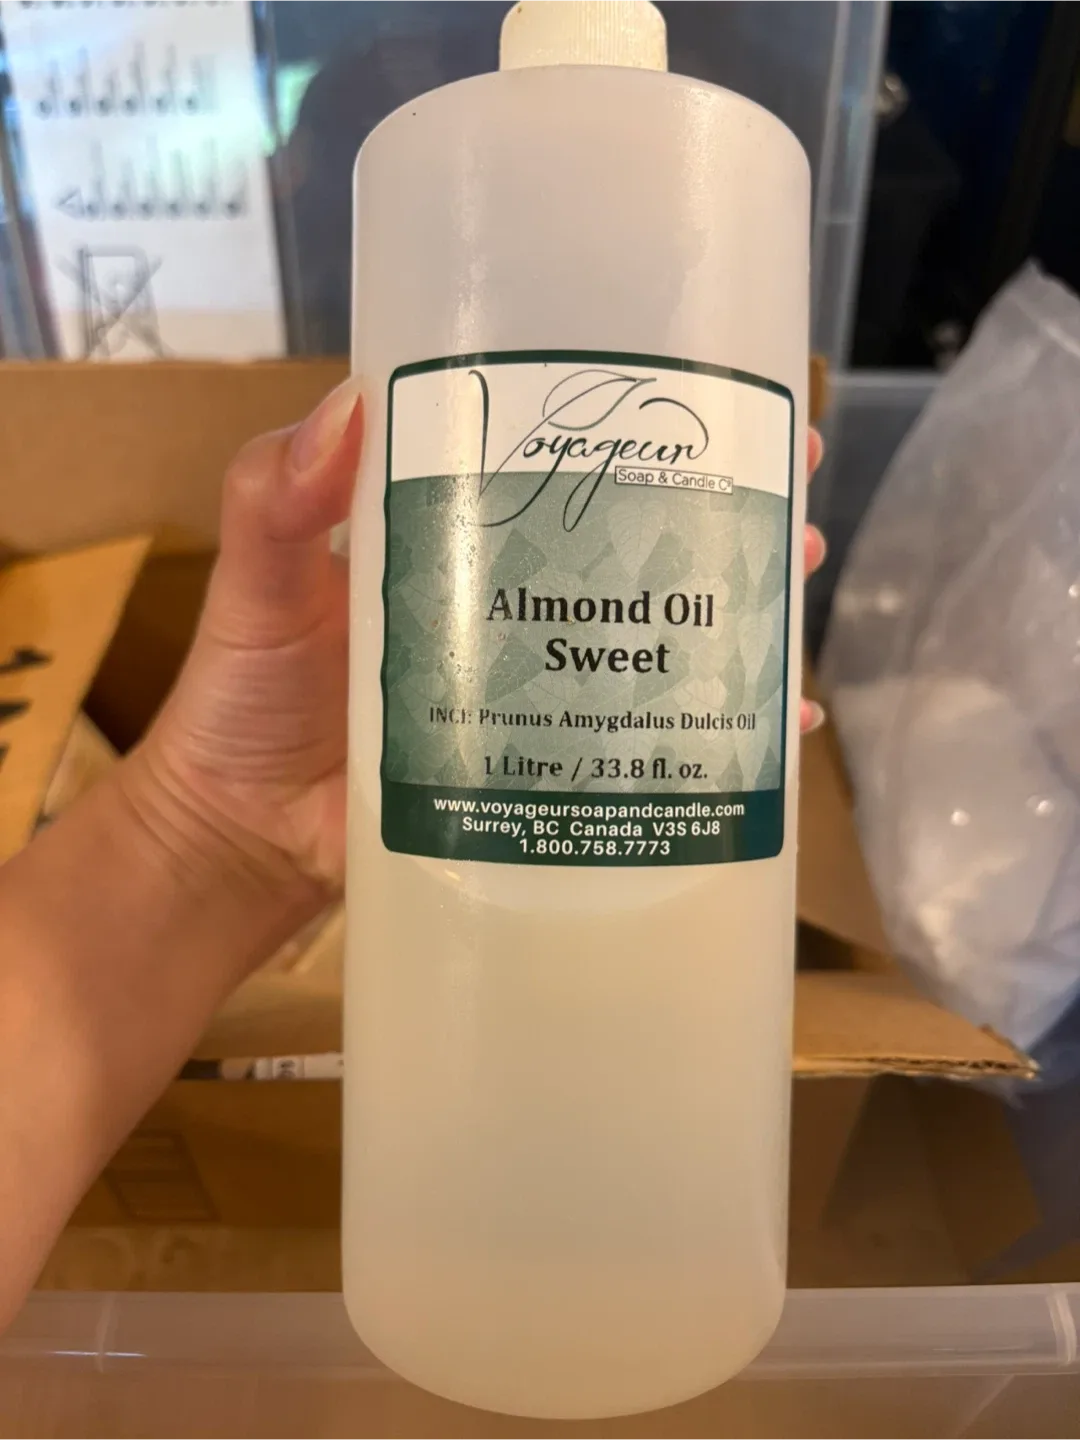 Voyageur
Soap & Candle Cº
Almond Oil
Sweet
INCI: Prunus Amygdalus Dulcis Oil
1 Litre / 33.8 fl. oz.
www.voyageursoapandcandle.com
Surrey, BC Canada V3S 6J8
1.800.758.7773